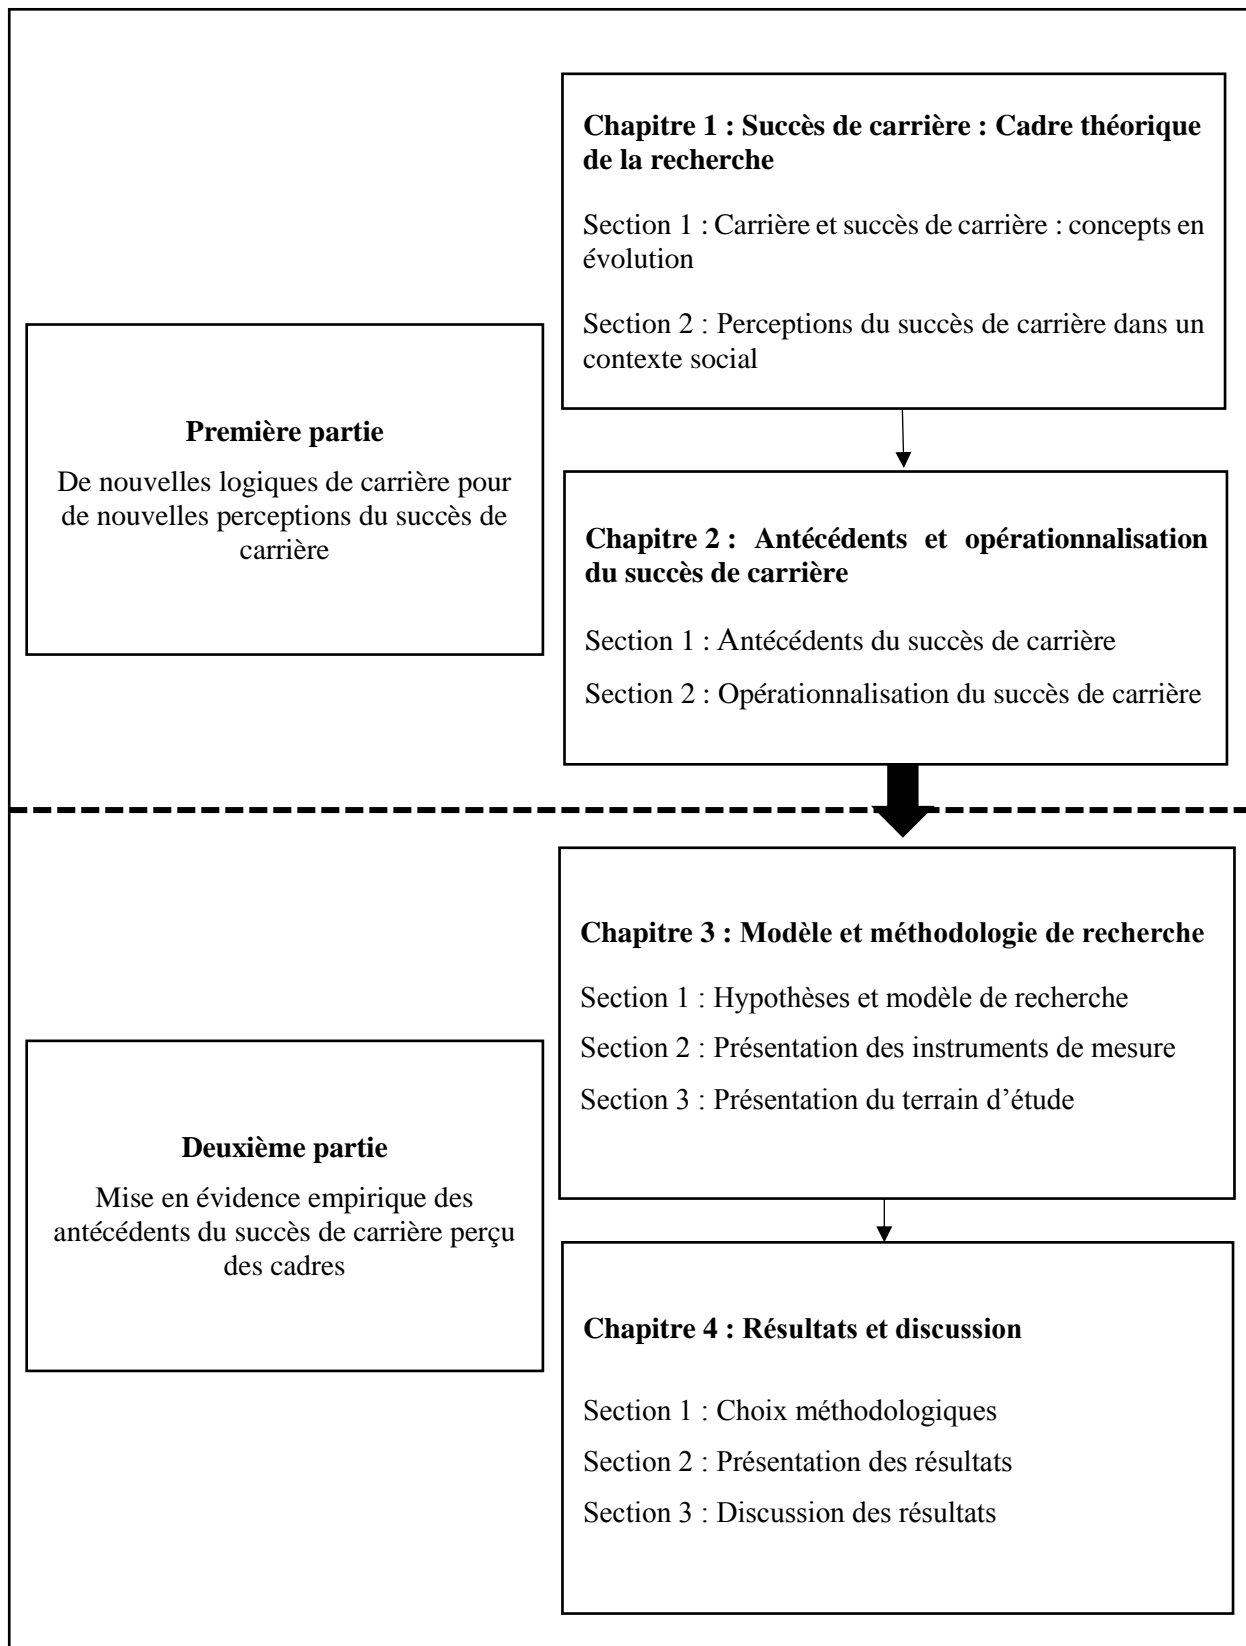 Chapitre 1 : Succès de carrière : Cadre théorique
de la recherche
Section 1 : Carrière et succès de carrière : concepts en
évolution
Section 2 : Perceptions du succès de carrière dans un
contexte social
Première partie
De nouvelles logiques de carrière pour
de nouvelles perceptions du succès de
carrière
Chapitre 2 : Antécédents et opérationnalisation
du succès de carrière
Section 1 : Antécédents du succès de carrière
Section 2 : Opérationnalisation du succès de carrière
Chapitre 3 : Modèle et méthodologie de recherche
Section 1 : Hypothèses et modèle de recherche
Section 2 : Présentation des instruments de mesure
Section 3 : Présentation du terrain d’étude
Deuxième partie
Mise en évidence empirique des
antécédents du succès de carrière perçu
des cadres
Chapitre 4 : Résultats et discussion
Section 1 : Choix méthodologiques
Section 2 : Présentation des résultats
Section 3 : Discussion des résultats